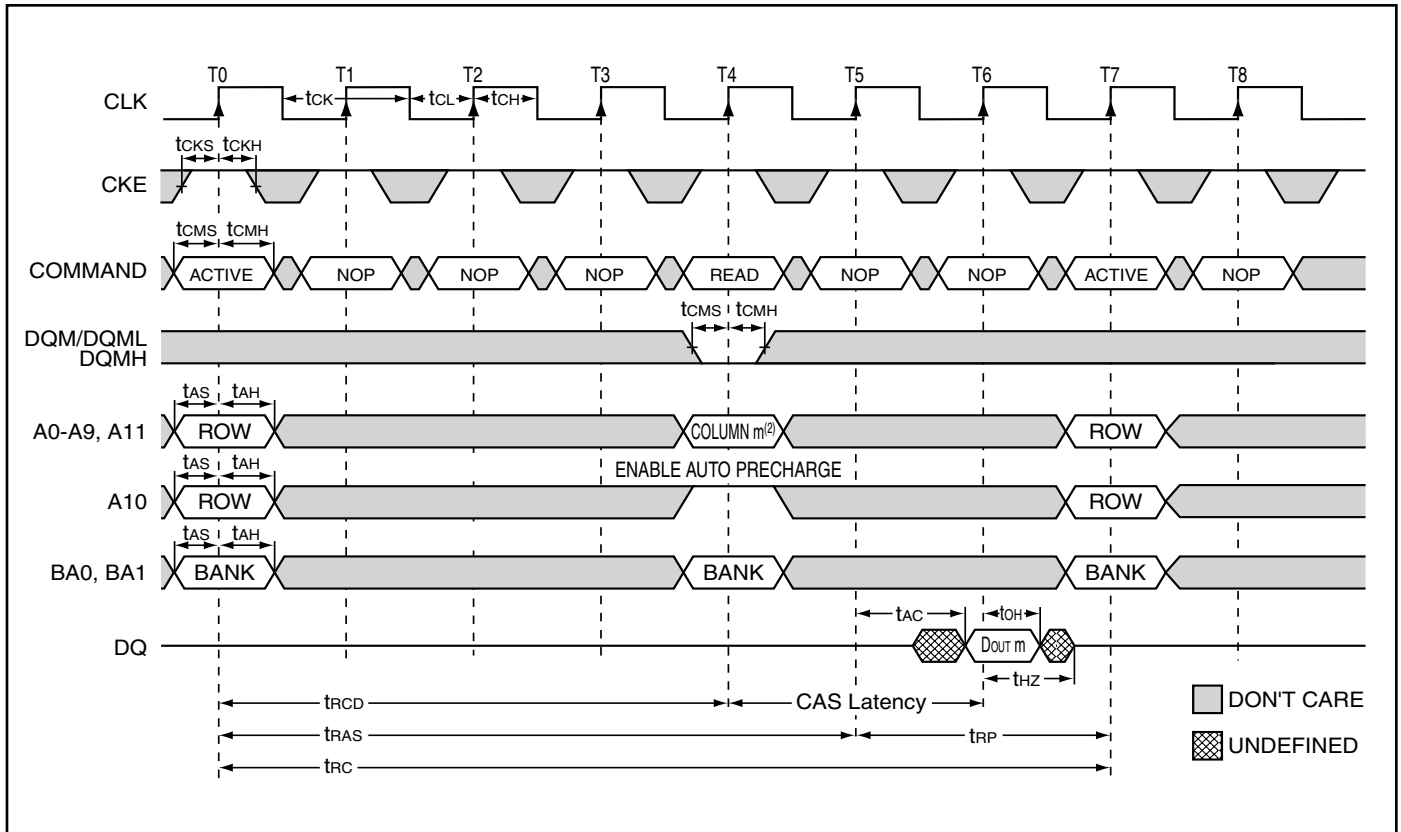 T0 T1 T2 T3 T4 T5 T6 T7 T8
CLK tCK tCL tCH
tCKS tCKH
CKE
tCMS tCMH
COMMAND ACTIVE NOP NOP NOP READ NOP NOP ACTIVE NOP
tCMS tCMH
DQM/DQML
DQMH
tAS tAH
A0-A9, A11 ROW COLUMN m(2) ROW
tAS tAH ENABLE AUTO PRECHARGE
A10 ROW ROW
tAS tAH
BA0, BA1 BANK BANK BANK
tAC tOH
DQ DOUT m
tHZ
tRCD CAS Latency DON'T CARE
tRAS tRP
UNDEFINED
tRC